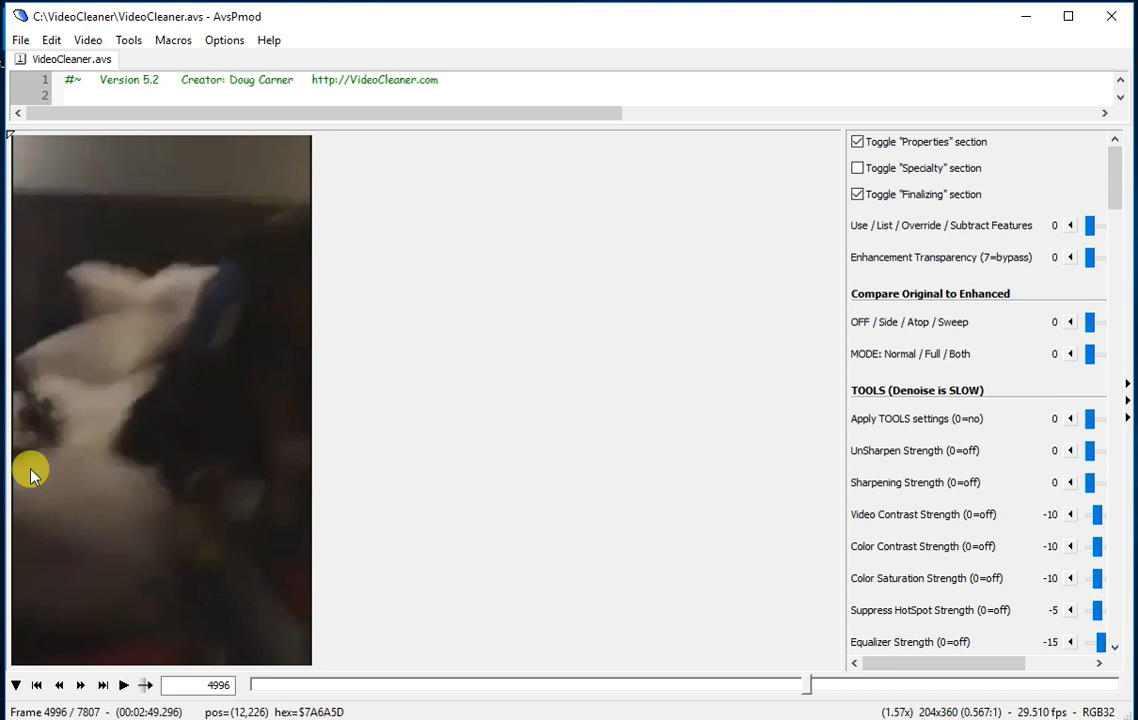 C:\VideoCleaner\VideoCleaner.avs - AvsPmod
File Edit Video Tools Macros Options Help
1 VideoCleaner.avs
1 #~ Version 5.2 Creator: Doug Carner http://VideoCleaner.com
2
Toggle "Properties" section
Toggle "Specialty" section
Toggle "Finalizing" section
Use / List / Override / Subtract Features 0
Enhancement Transparency (7=bypass) 0
Compare Original to Enhanced
OFF / Side / Atop / Sweep 0
MODE: Normal / Full / Both 0
TOOLS (Denoise is SLOW)
Apply TOOLS settings (0=no) 0
UnSharpen Strength (0=off) 0
Sharpening Strength (0=off) 0
Video Contrast Strength (0=off) -10
Color Contrast Strength (0=off) -10
Color Saturation Strength (0=off) -10
Suppress HotSpot Strength (0=off) -5
Equalizer Strength (0=off) -15
4996
Frame 4996 / 7807 - (00:02:49.296) pos=(12,226) hex=$7A6A5D (1.57x) 204x360 (0.567:1) - 29.510 fps - RGB32